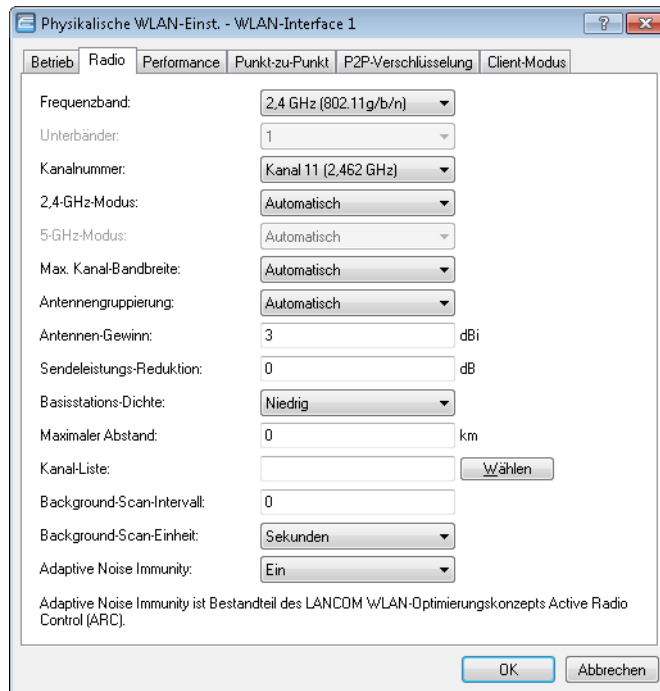 Physikalische WLAN-Einst. - WLAN-Interface 1
Betrieb Radio Performance Punkt-zu-Punkt P2P-Verschlüsselung Client-Modus
Frequenzband: 2,4 GHz (802.11g/b/n)
Unterbänder: 1
Kanalnummer: Kanal 11 (2,462 GHz)
2,4-GHz-Modus: Automatisch
5-GHz-Modus: Automatisch
Max. Kanal-Bandbreite: Automatisch
Antennengruppierung: Automatisch
Antennen-Gewinn: 3 dBi
Sendeleistungs-Reduktion: 0 dB
Basisstations-Dichte: Niedrig
Maximaler Abstand: 0 km
Kanal-Liste: Wählen
Background-Scan-Intervall: 0
Background-Scan-Einheit: Sekunden
Adaptive Noise Immunity: Ein
Adaptive Noise Immunity ist Bestandteil des LANCOM WLAN-Optimierungskonzepts Active Radio
Control (ARC).
OK Abbrechen